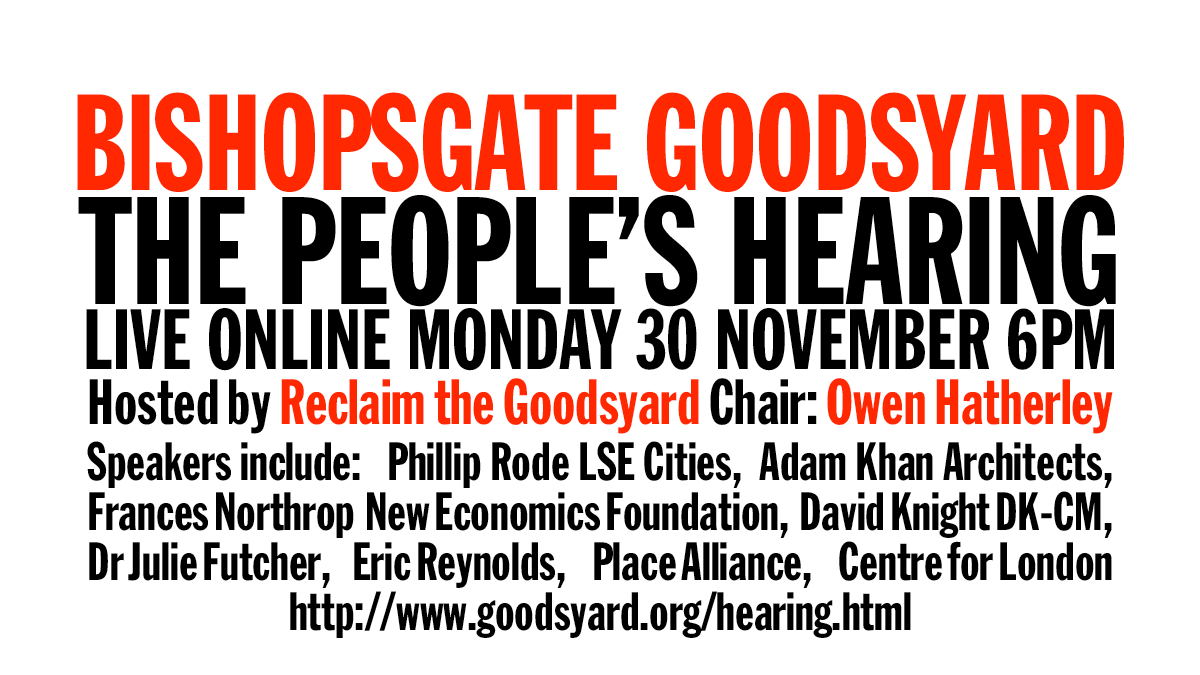 BISHOPSGATE GOODSYARD
THE PEOPLE’S HEARING
LIVE ONLINE MONDAY 30 NOVEMBER 6PM
Hosted by Reclaim the Goodsyard Chair: Owen Hatherley
Speakers include: Phillip Rode LSE Cities, Adam Khan Architects,
Frances Northrop New Economics Foundation, David Knight DK-CM,
Dr Julie Futcher, Eric Reynolds, Place Alliance, Centre for London
http://www.goodsyard.org/hearing.html